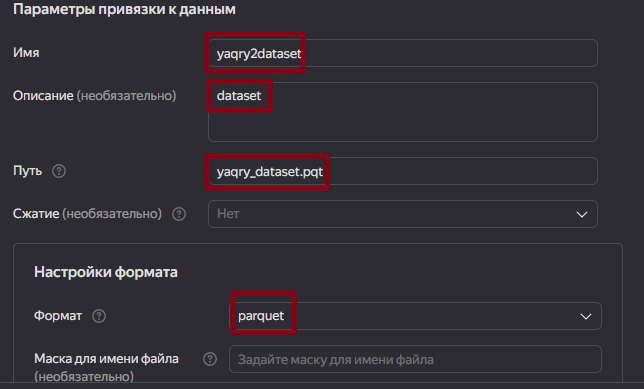 Параметры привязки к данным
Имя
yaqry2dataset
Описание (необязательно)
dataset
Путь
yaqry_dataset.pqt
Сжатие (необязательно)
Нет
Настройки формата
Формат
parquet
Маска для имени файла
(необязательно)
Задайте маску для имени файла